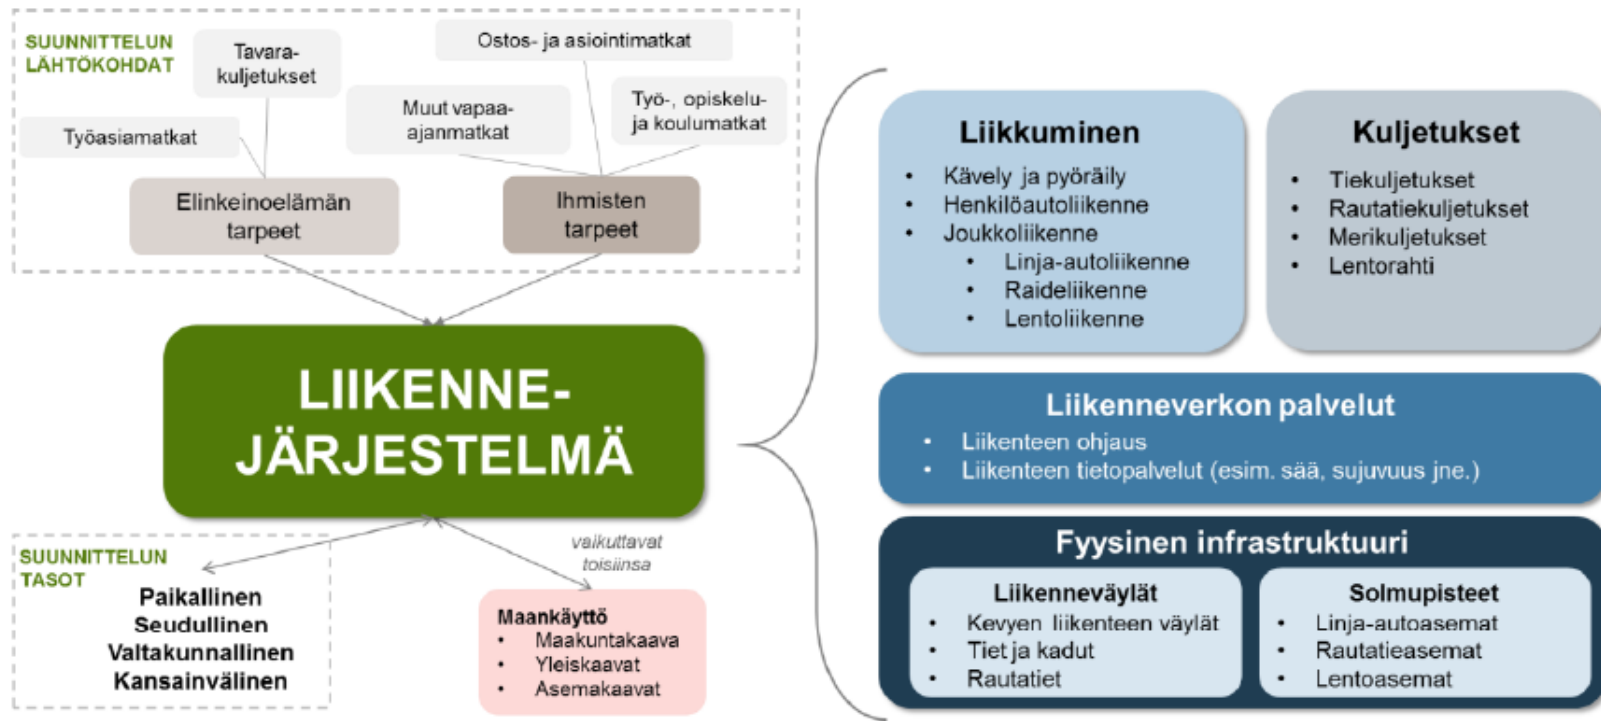 SUUNNITTELUN
LÄHTÖKOHDAT
Tavara-
kuljetukset
Ostos- ja asiointimatkat
Työasiamatkat
Muut vapaa-
ajanmatkat
Työ-, opiskelu-
ja koulumatkat
Elinkeinoelämän
tarpeet
Ihmisten
tarpeet
LIIKENNE-
JÄRJESTELMÄ
SUUNNITTELUN
TASOT
Paikallinen
Seudullinen
Valtakunnallinen
Kansainvälinen
vaikuttavat
toisiinsa
Maankäyttö
• Maakuntakaava
• Yleiskaavat
• Asemakaavat
Liikkuminen
• Kävely ja pyöräily
• Henkilöautoliikenne
• Joukkoliikenne
• Linja-autoliikenne
• Raideliikenne
• Lentoliikenne
Kuljetukset
• Tiekuljetukset
• Rautatiekuljetukset
• Merikuljetukset
• Lentorahti
Liikenneverkon palvelut
• Liikenteen ohjaus
• Liikenteen tietopalvelut (esim. sää, sujuvuus jne.)
Fyysinen infrastruktuuri
Liikenneväylät
• Kevyen liikenteen väylät
• Tiet ja kadut
• Rautatiet
Solmupisteet
• Linja-autoasemat
• Rautatieasemat
• Lentoasemat